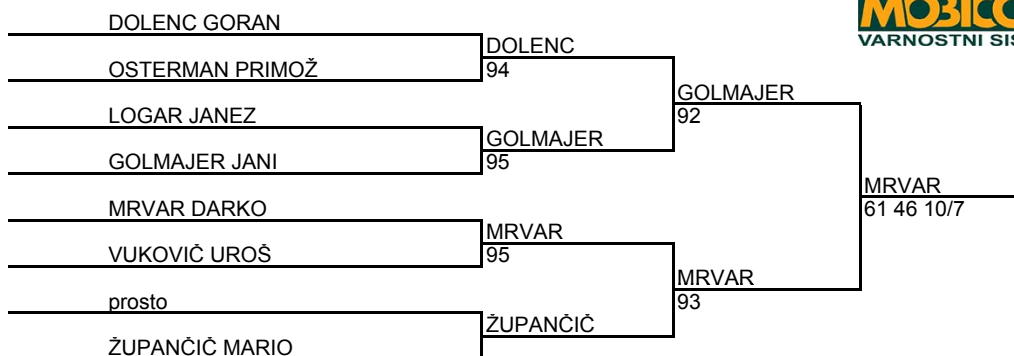 DOLENC GORAN
OSTERMAN PRIMOŽ
LOGAR JANEZ
GOLMAJER JANI
MRVAR DARKO
VUKOVIČ UROŠ
prosto
ŽUPANČIČ MARIO
DOLENC
94
GOLMAJER
95
MRVAR
95
ŽUPANČIČ
GOLMAJER
92
MRVAR
93
MRVAR
61 46 10/7
VARNOSTNI